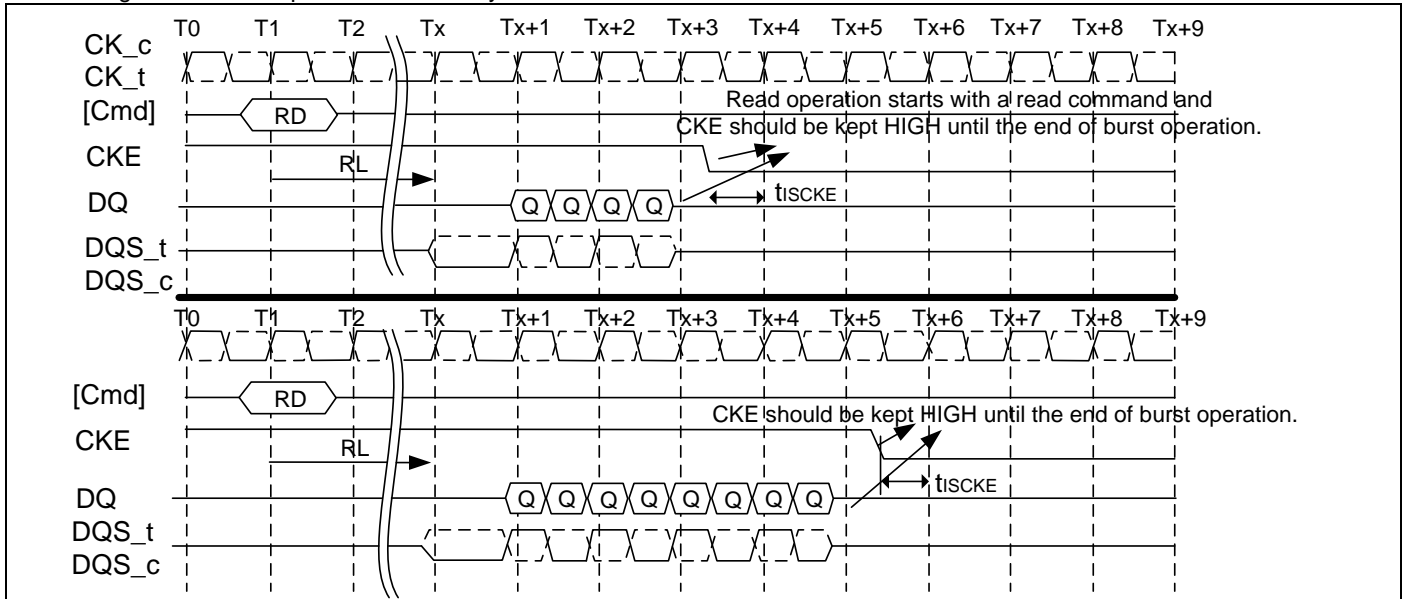 T0 T1 T2 Tx Tx+1 Tx+2 Tx+3 Tx+4 Tx+5 Tx+6 Tx+7 Tx+8 Tx+9
CK_c
CK_t
[Cmd] RD
Read operation starts with a read command and
CKE should be kept HIGH until the end of burst operation.
CKE
RL
tISCKE
DQ Q Q Q Q
DQS_t
DQS_c
T0 T1 T2 Tx Tx+1 Tx+2 Tx+3 Tx+4 Tx+5 Tx+6 Tx+7 Tx+8 Tx+9
[Cmd] RD
CKE should be kept HIGH until the end of burst operation.
CKE
RL
tISCKE
DQ Q Q Q Q Q Q Q Q
DQS_t
DQS_c